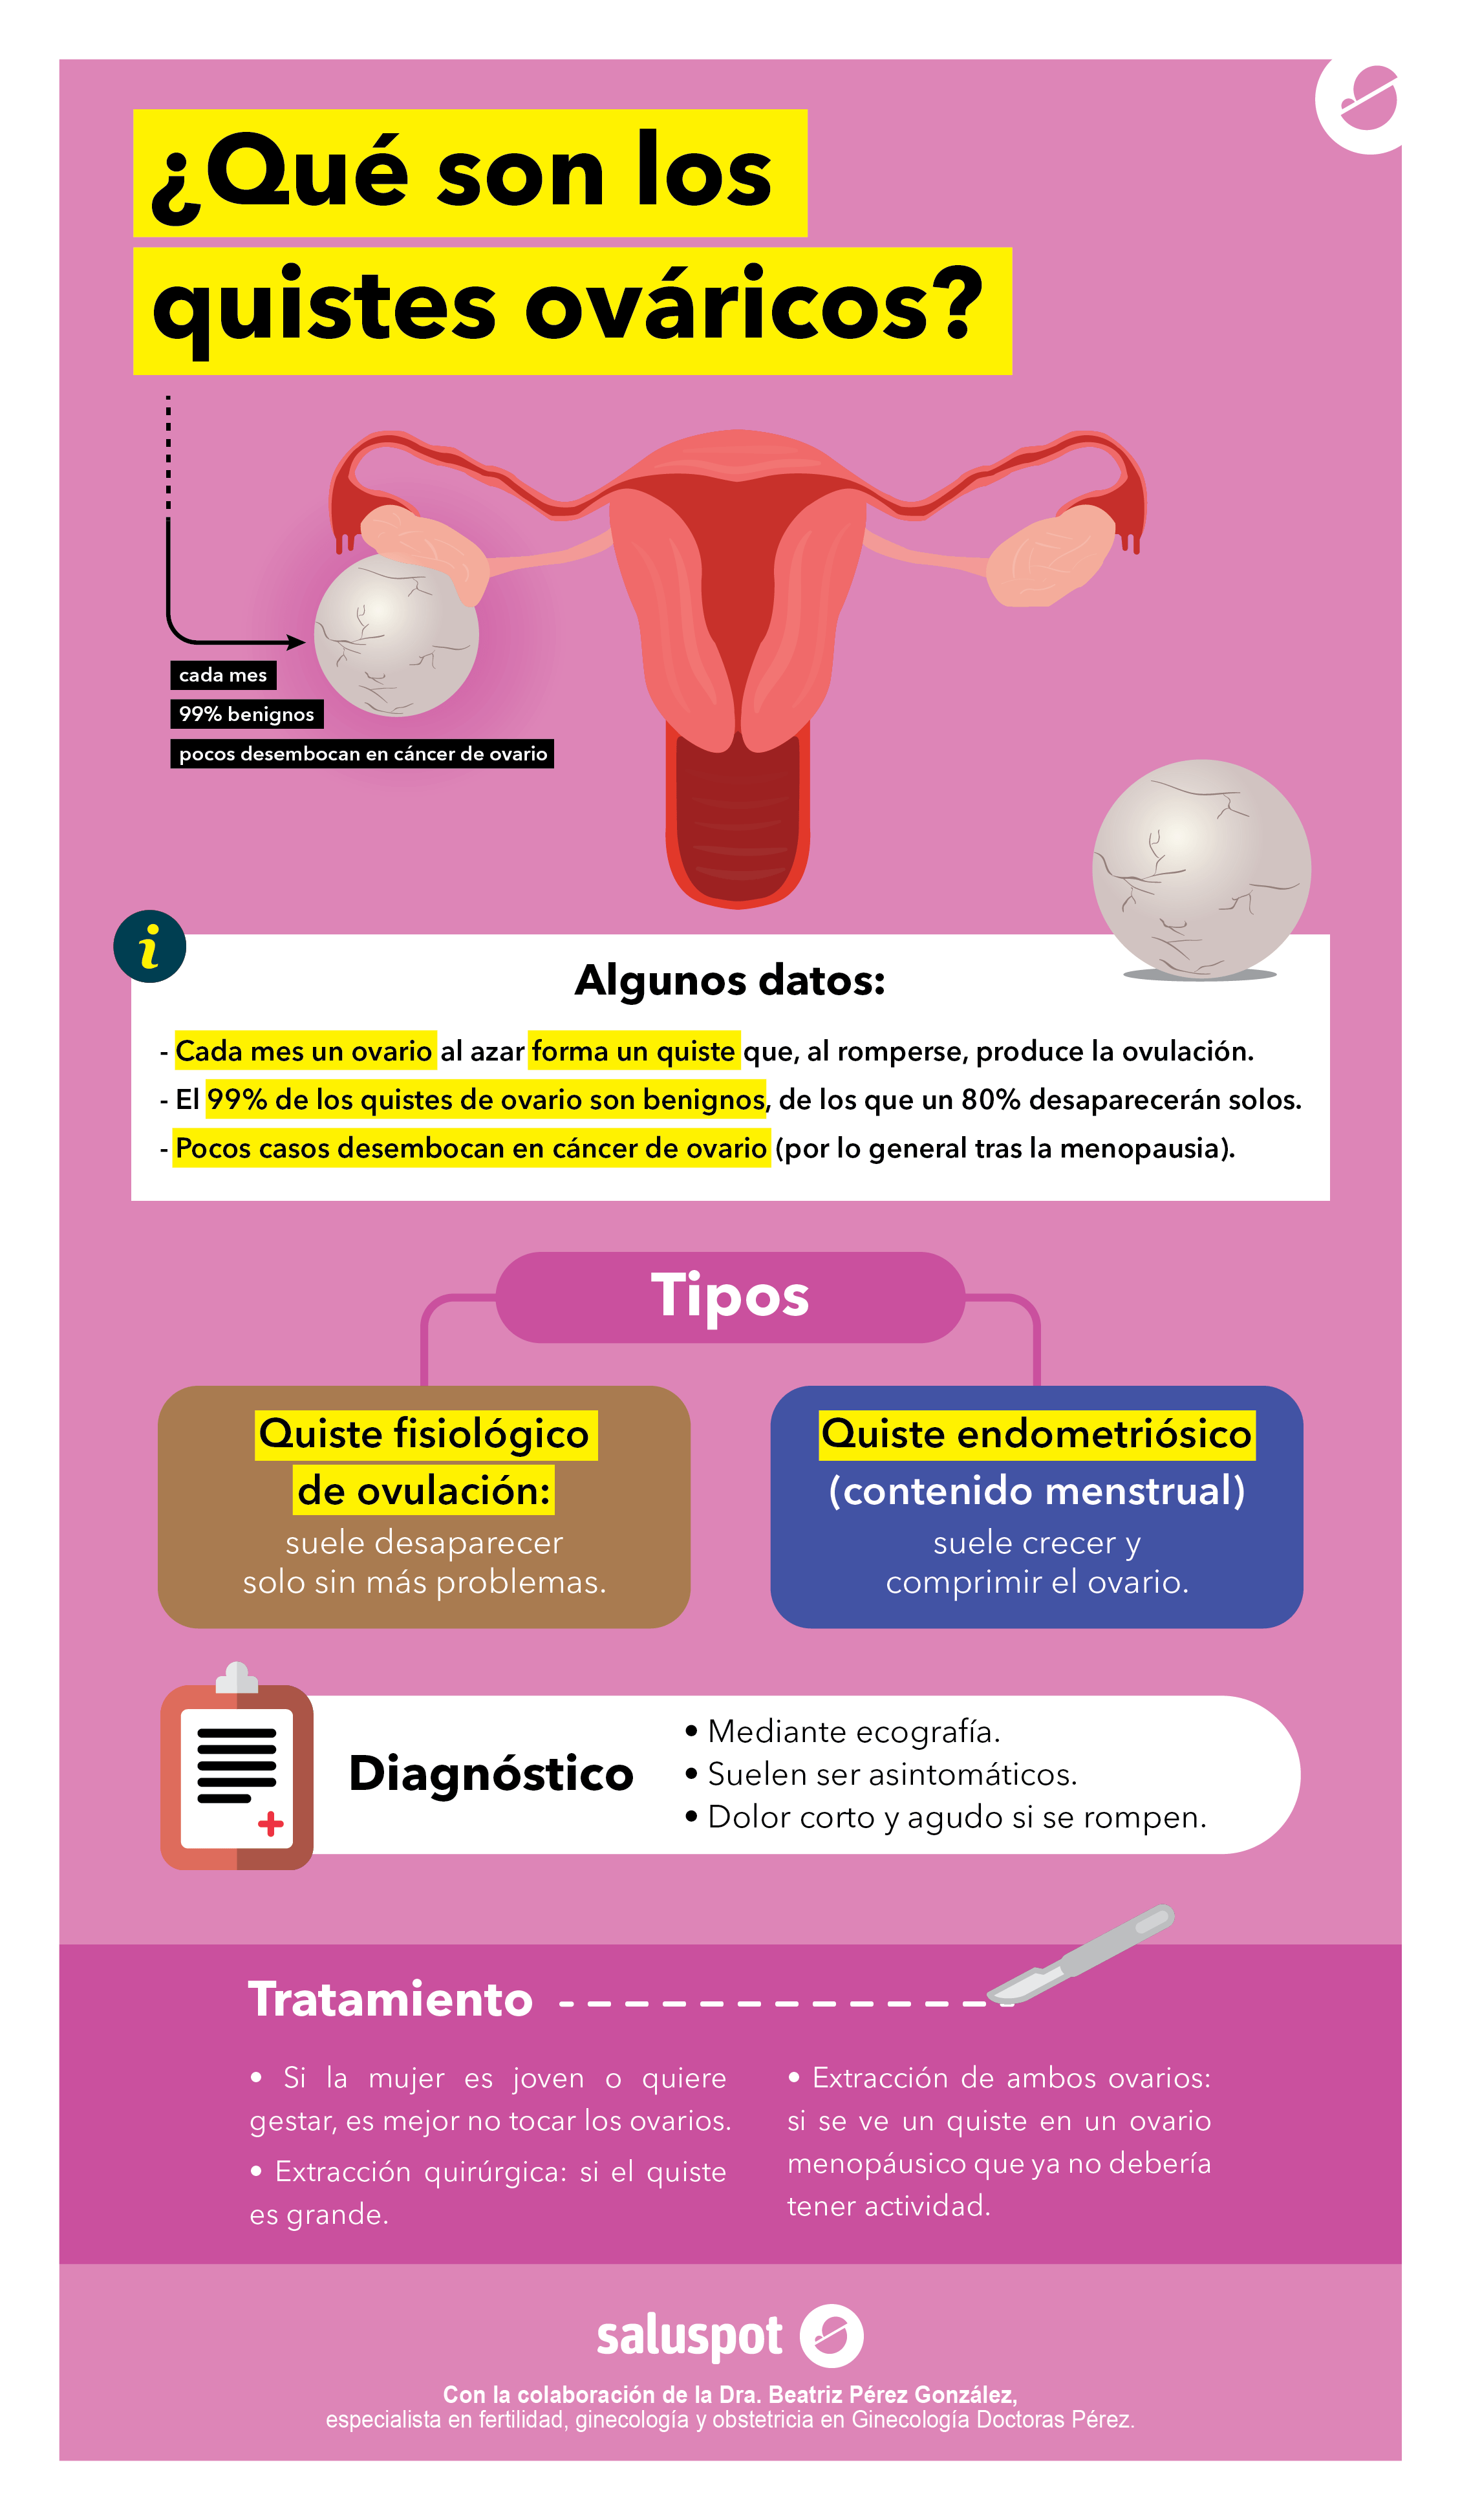 ¿Qué son los
quistes ováricos?
cada mes
99% benignos
pocos desembocan en cáncer de ovario
i
Algunos datos:
- Cada mes un ovario al azar forma un quiste que, al romperse, produce la ovulación.
- El 99% de los quistes de ovario son benignos, de los que un 80% desaparecerán solos.
- Pocos casos desembocan en cáncer de ovario (por lo general tras la menopausia).
Tipos
Quiste fisiológico
de ovulación:
suele desaparecer
solo sin más problemas.
Quiste endometriósico
(contenido menstrual)
suele crecer y
comprimir el ovario.
Diagnóstico
• Mediante ecografía.
• Suelen ser asintomáticos.
• Dolor corto y agudo si se rompen.
Tratamiento
• Si la mujer es joven o quiere
gestar, es mejor no tocar los ovarios.
• Extracción quirúrgica: si el quiste
es grande.
• Extracción de ambos ovarios:
si se ve un quiste en un ovario
menopáusico que ya no debería
tener actividad.
saluspot
Con la colaboración de la Dra. Beatriz Pérez González,
especialista en fertilidad, ginecología y obstetricia en Ginecología Doctoras Pérez.